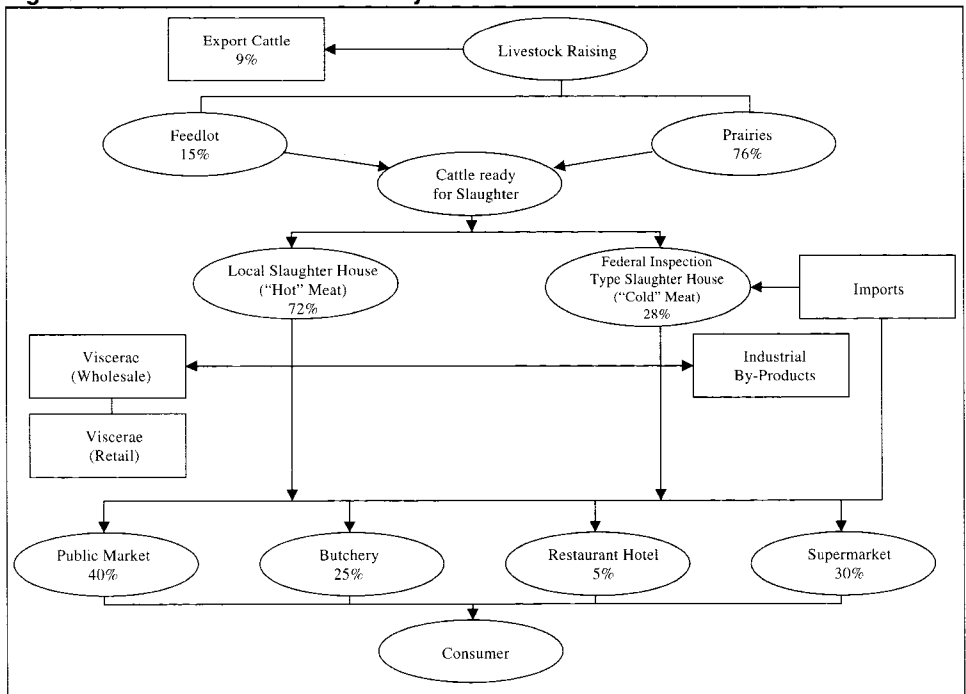 Export Cattle
9%
Livestock Raising
Feedlot
15%
Prairies
76%
Cattle ready
for Slaughter
Local Slaughter House
("Hot" Meat)
72%
Federal Inspection
Type Slaughter House
("Cold" Meat)
28%
Imports
Viscerae
(Wholesale)
Industrial
By-Products
Viscerae
(Retail)
Public Market
40%
Butchery
25%
Restaurant Hotel
5%
Supermarket
30%
Consumer